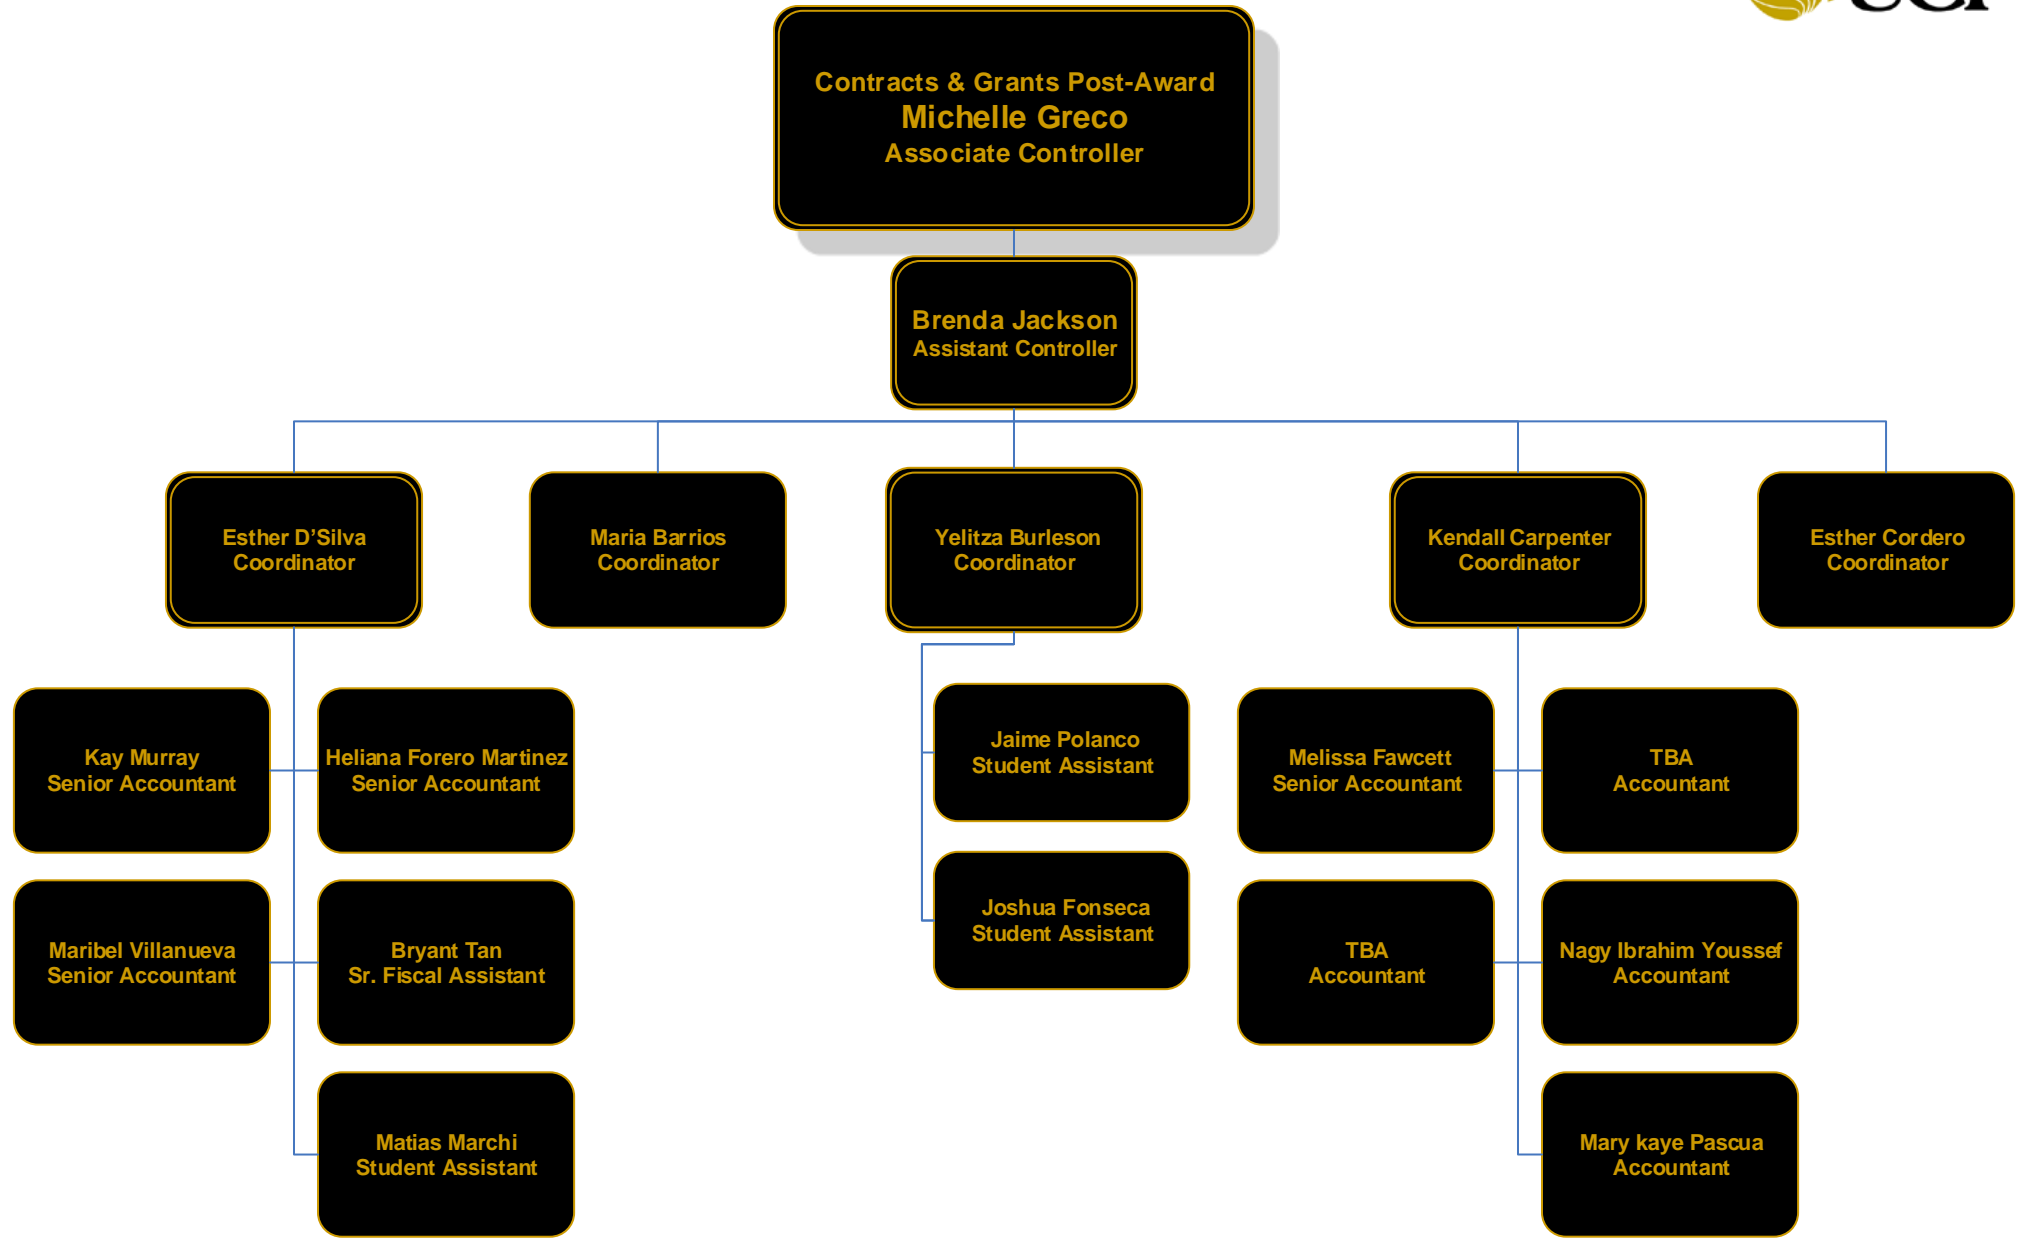 Contracts & Grants Post-Award
Michelle Greco
Associate Controller
Brenda Jackson
Assistant Controller
Esther D’Silva
Coordinator
Maria Barrios
Coordinator
Yelitza Burleson
Coordinator
Kendall Carpenter
Coordinator
Esther Cordero
Coordinator
Kay Murray
Senior Accountant
Heliana Forero Martinez
Senior Accountant
Jaime Polanco
Student Assistant
Melissa Fawcett
Senior Accountant
TBA
Accountant
Maribel Villanueva
Senior Accountant
Bryant Tan
Sr. Fiscal Assistant
Joshua Fonseca
Student Assistant
TBA
Accountant
Nagy Ibrahim Youssef
Accountant
Matias Marchi
Student Assistant
Mary kaye Pascua
Accountant